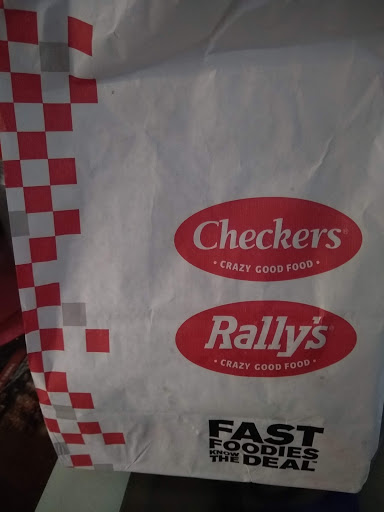 Checkers®
• CRAZY GOOD FOOD •
Rally's®
• CRAZY GOOD FOOD •
FAST
FOODIES
KNOW
THE DEAL